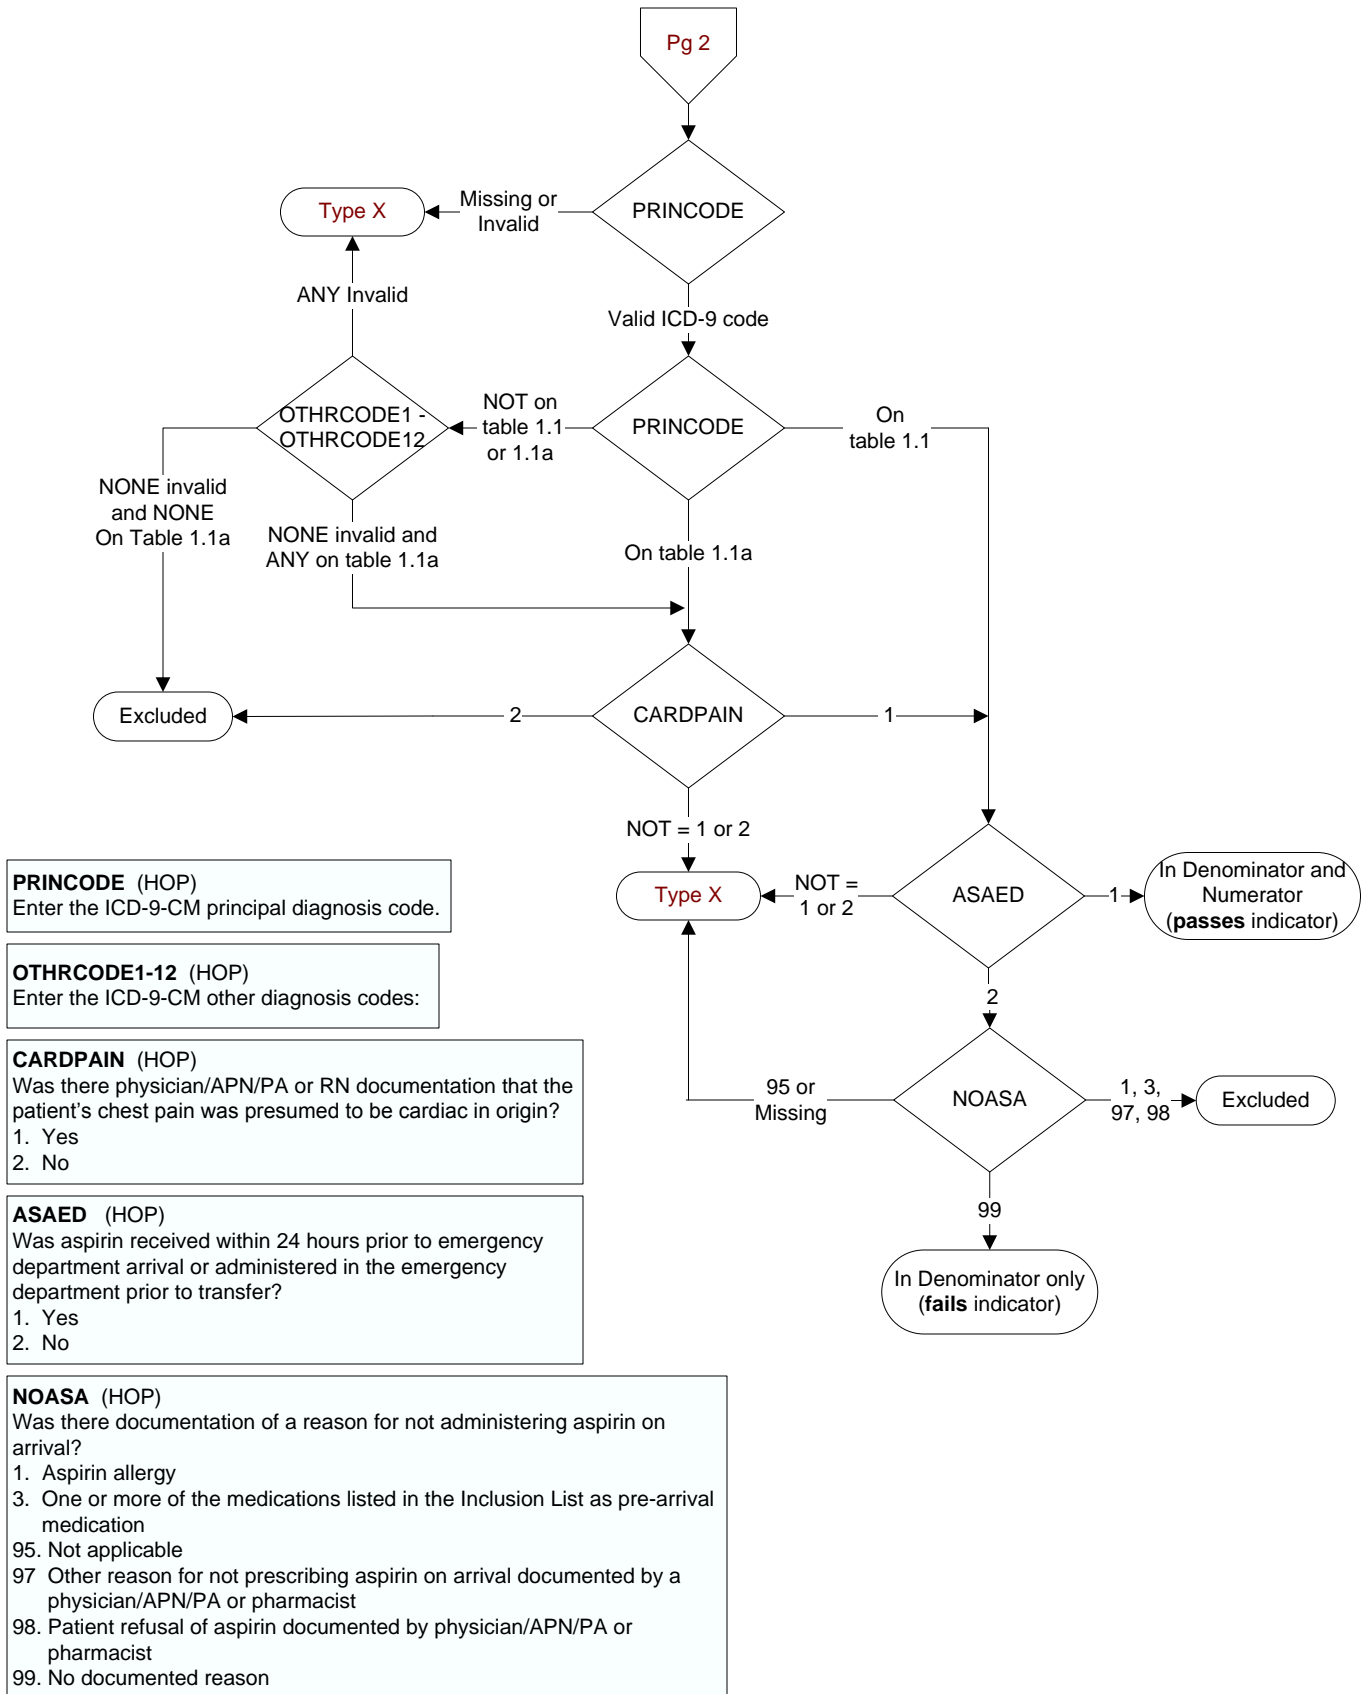 Pg 2
PRINCODE
Missing or
Invalid
Type X
ANY Invalid
Valid ICD-9 code
OTHRCODE1 -
OTHRCODE12
NOT on
table 1.1
or 1.1a
PRINCODE
On
table 1.1
NONE invalid
and NONE
On Table 1.1a
NONE invalid and
ANY on table 1.1a
On table 1.1a
Excluded
2
CARDPAIN
1
NOT = 1 or 2
Type X
NOT =
1 or 2
ASAED
1
In Denominator and
Numerator
(passes indicator)
2
95 or
Missing
NOASA
1, 3,
97, 98
Excluded
99
In Denominator only
(fails indicator)
PRINCODE (HOP)
Enter the ICD-9-CM principal diagnosis code.
OTHRCODE1-12 (HOP)
Enter the ICD-9-CM other diagnosis codes:
CARDPAIN (HOP)
Was there physician/APN/PA or RN documentation that the
patient's chest pain was presumed to be cardiac in origin?
1. Yes
2. No
ASAED (HOP)
Was aspirin received within 24 hours prior to emergency
department arrival or administered in the emergency
department prior to transfer?
1. Yes
2. No
NOASA (HOP)
Was there documentation of a reason for not administering aspirin on
arrival?
1. Aspirin allergy
3. One or more of the medications listed in the Inclusion List as pre-arrival
medication
95. Not applicable
97 Other reason for not prescribing aspirin on arrival documented by a
physician/APN/PA or pharmacist
98. Patient refusal of aspirin documented by physician/APN/PA or
pharmacist
99. No documented reason